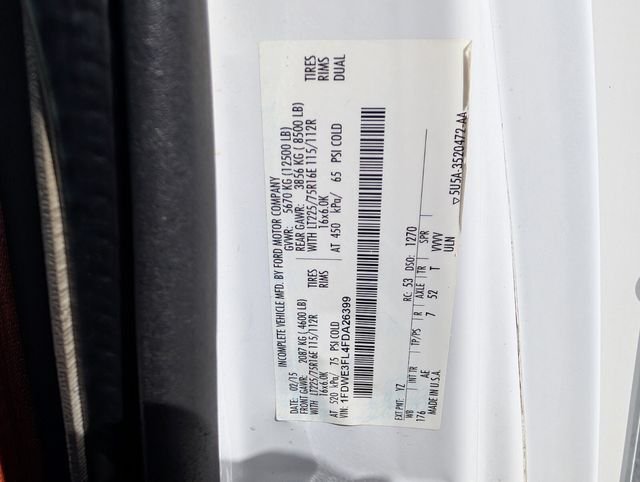 INCOMPLETE VEHICLE MFD. BY FORD MOTOR COMPANY
DATE: 02/15 GVWR: 5670 KG (12500 LB)
FRONT GAWR: 2087 KG (4600 LB) REAR GAWR: 3856 KG (8500 LB)
WITH LT225/75R16E 115/112R TIRES WITH LT225/75R16E 115/112R TIRES
16x6.0K RIMS 16x6.0K RIMS
AT 520 kPa/ 75 PSI COLD AT 450 kPa/ 65 PSI COLD DUAL
VIN: 1FDWE3FL4FDA26399
EXT PNT: YZ RC: 53 DSO: 1270
WB INT TR TP/PS R AXLE TR SPR
176 AE 7 52 T VWVV
MADE IN U.S.A. ULN
▽5U5A-3520472-AA